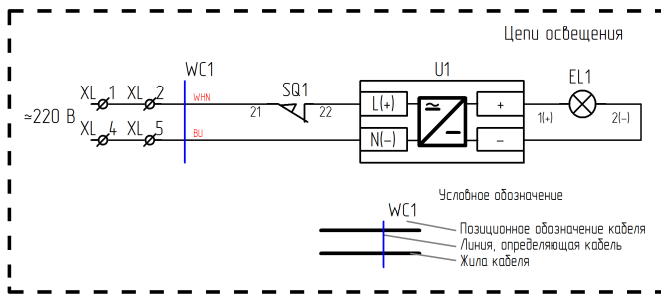 Цепи освещения
WC1
U1
XL 1 XL 2
WHN
SQ1
EL1
21 22
L(+)
+
1(+) 2(-)
≃220 В
XL 4 XL 5
BU
N(-)
-
Условное обозначение
WC1
Позиционное обозначение кабеля
Линия, определяющая кабель
Жила кабеля